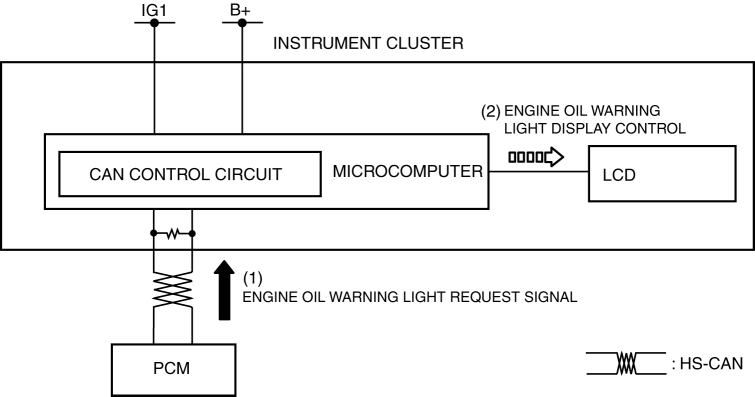 IG1
B+
INSTRUMENT CLUSTER
(2) ENGINE OIL WARNING
LIGHT DISPLAY CONTROL
CAN CONTROL CIRCUIT
MICROCOMPUTER
LCD
(1)
ENGINE OIL WARNING LIGHT REQUEST SIGNAL
PCM
: HS-CAN